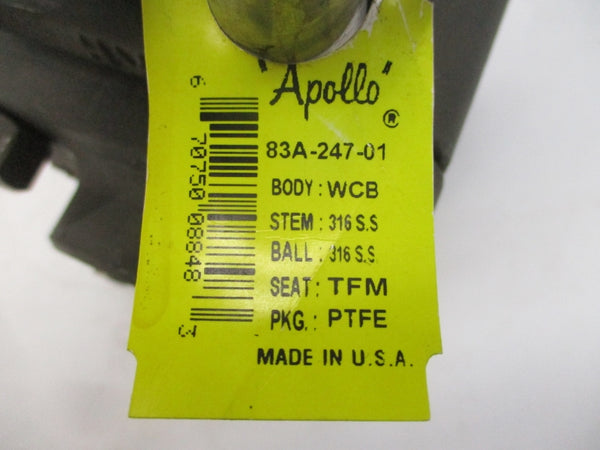 "Apollo"
®
83A-247-01
BODY: WCB
STEM: 316 S.S
BALL: 316 S.S
SEAT: TFM
PKG.: PTFE
MADE IN U.S.A.
6 70750 08848 3